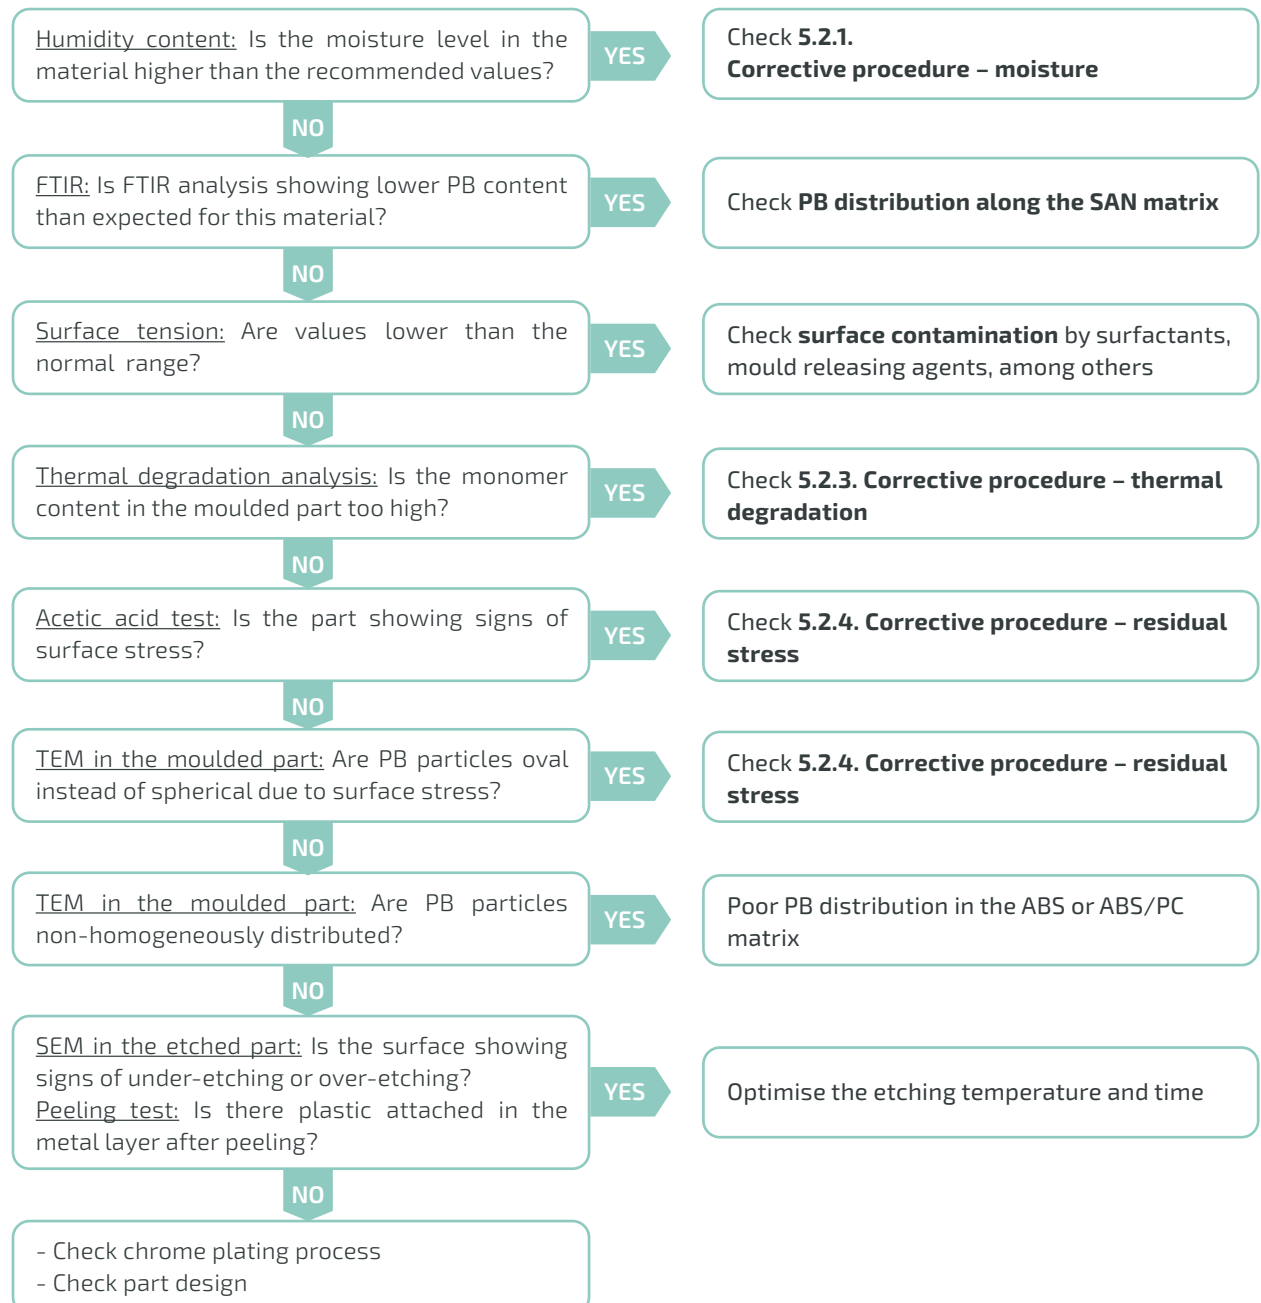 Humidity content: Is the moisture level in the
material higher than the recommended values?
YES
Check 5.2.1.
Corrective procedure – moisture
NO
FTIR: Is FTIR analysis showing lower PB content
than expected for this material?
YES
Check PB distribution along the SAN matrix
NO
Surface tension: Are values lower than the
normal range?
YES
Check surface contamination by surfactants,
mould releasing agents, among others
NO
Thermal degradation analysis: Is the monomer
content in the moulded part too high?
YES
Check 5.2.3. Corrective procedure – thermal
degradation
NO
Acetic acid test: Is the part showing signs of
surface stress?
YES
Check 5.2.4. Corrective procedure – residual
stress
NO
TEM in the moulded part: Are PB particles oval
instead of spherical due to surface stress?
YES
Check 5.2.4. Corrective procedure – residual
stress
NO
TEM in the moulded part: Are PB particles
non-homogeneously distributed?
YES
Poor PB distribution in the ABS or ABS/PC
matrix
NO
SEM in the etched part: Is the surface showing
signs of under-etching or over-etching?
Peeling test: Is there plastic attached in the
metal layer after peeling?
YES
Optimise the etching temperature and time
NO
- Check chrome plating process
- Check part design